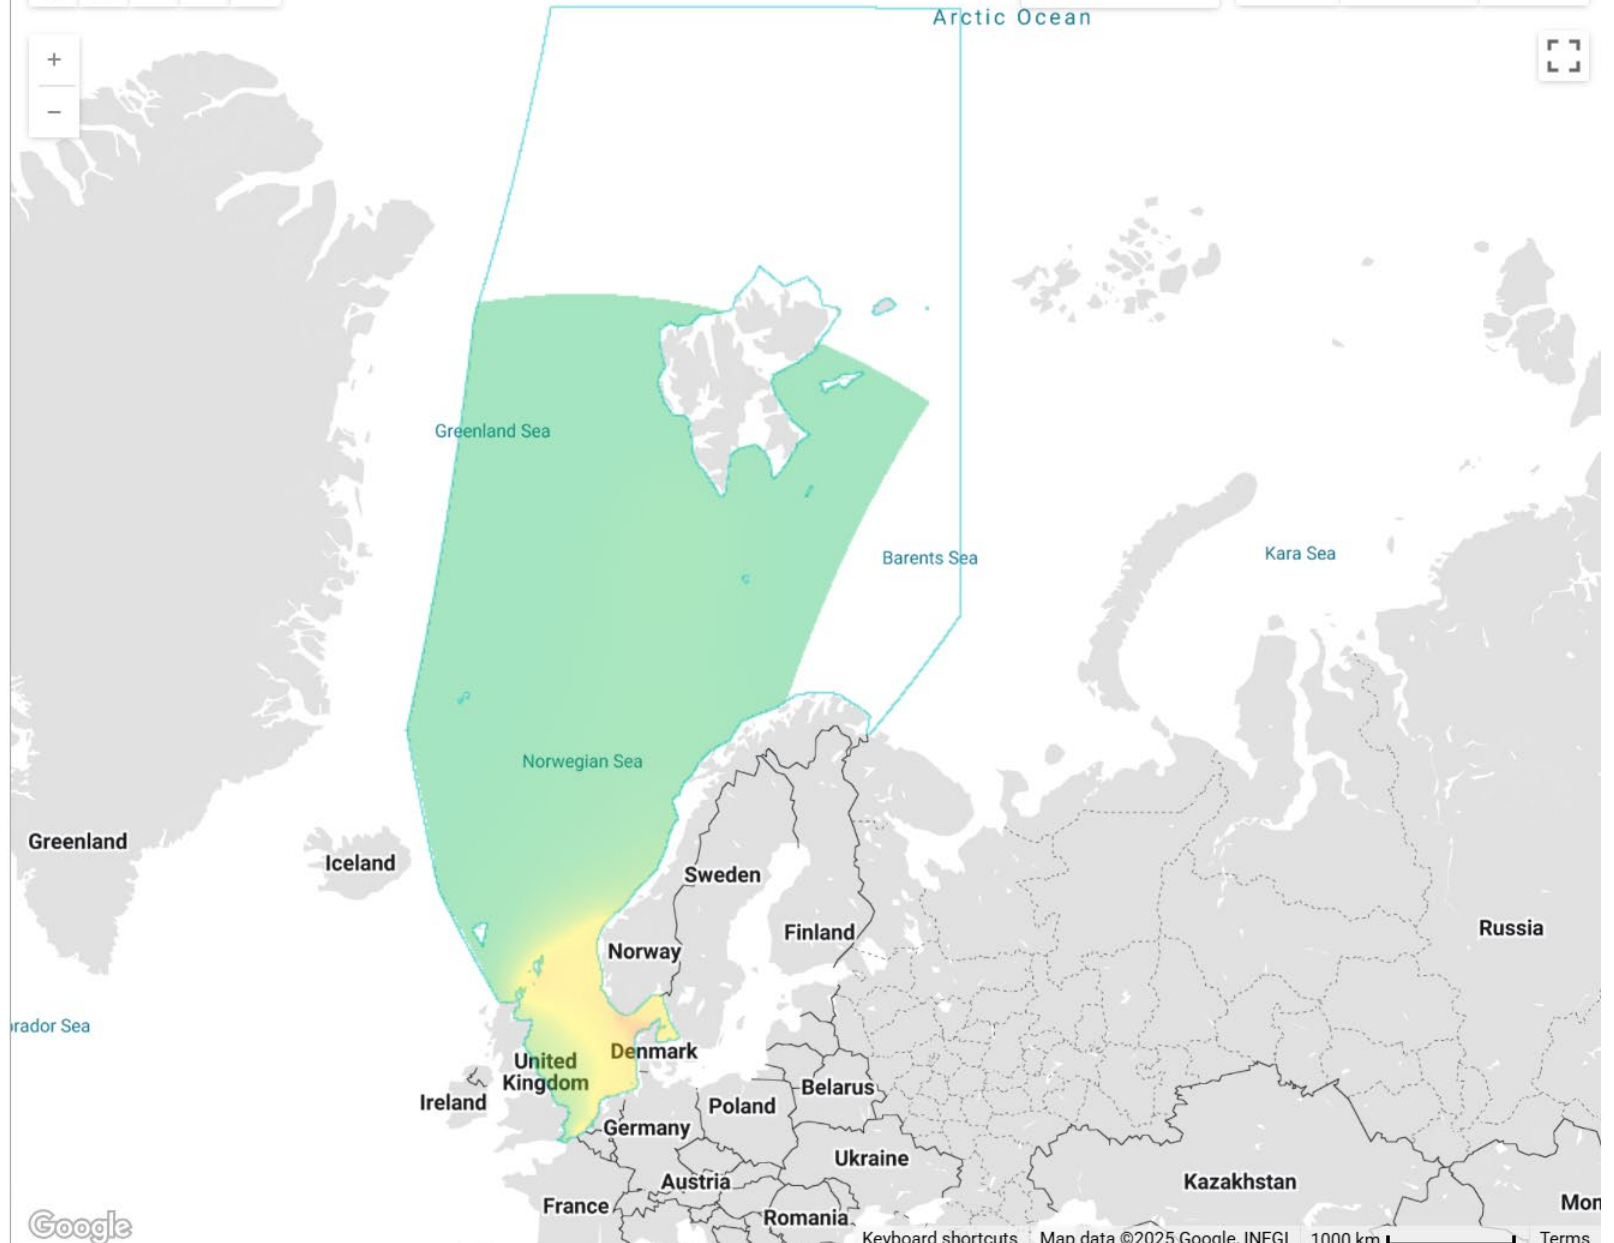 Arctic Ocean
+
−
Greenland Sea
Barents Sea
Kara Sea
Norwegian Sea
Greenland
Iceland
Sweden
Finland
Norway
Russia
brador Sea
Denmark
United
Kingdom
Belarus
Ireland
Poland
Germany
Ukraine
Austria
Kazakhstan
France
Romania
Mon
Google
Keyboard shortcuts
Map data ©2025 Google, INEGI
1000 km
Terms